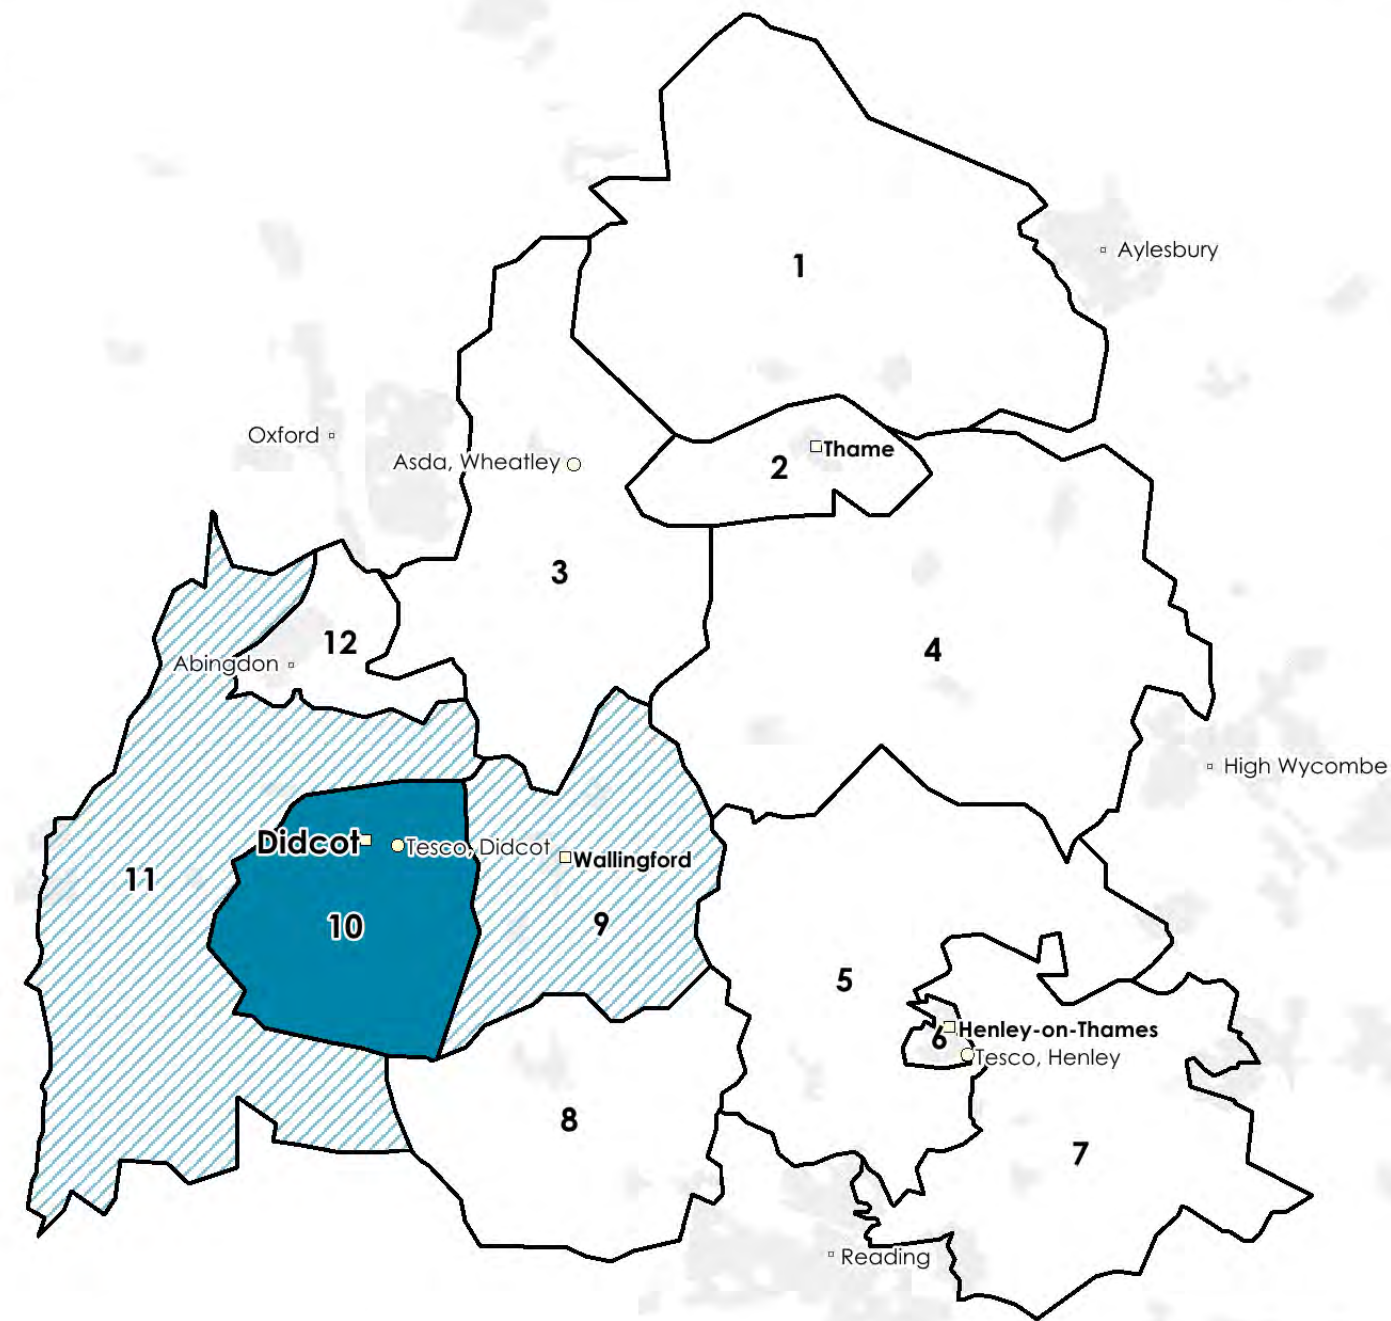 1
Aylesbury
Oxford
Asda, Wheatley
2
Thame
3
4
12
Abingdon
High Wycombe
Didcot
Tesco, Didcot
Wallingford
11
10
9
5
6
Henley-on-Thames
Tesco, Henley
8
7
Reading